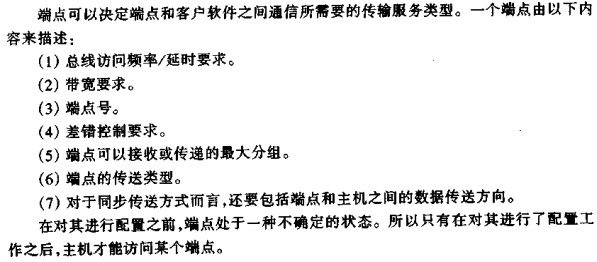 端点可以决定端点和客户软件之间通信所需要的传输服务类型。一个端点由以下内
容来描述:
(1) 总线访问频率/延时要求。
(2) 带宽要求。
(3) 端点号。
(4) 差错控制要求。
(5) 端点可以接收或传递的最大分组。
(6) 端点的传送类型。
(7) 对于同步传送方式而言,还要包括端点和主机之间的数据传送方向。
在对其进行配置之前,端点处于一种不确定的状态。所以只有在对其进行了配置工
作之后,主机才能访问某个端点。